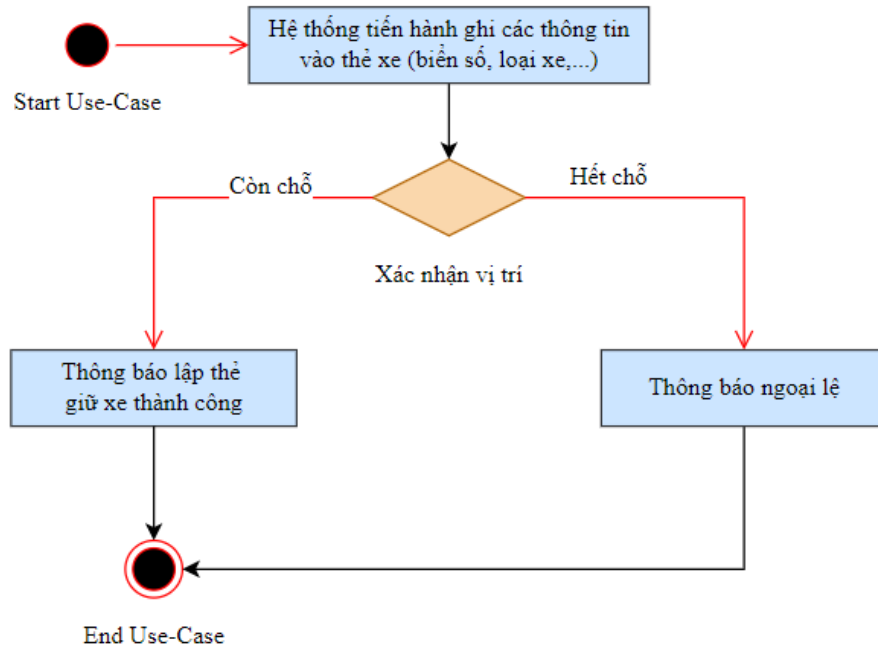 Hệ thống tiến hành ghi các thông tin
vào thẻ xe (biển số, loại xe,...)
Start Use-Case
Còn chỗ
Hết chỗ
Xác nhận vị trí
Thông báo lập thẻ
giữ xe thành công
Thông báo ngoại lệ
End Use-Case